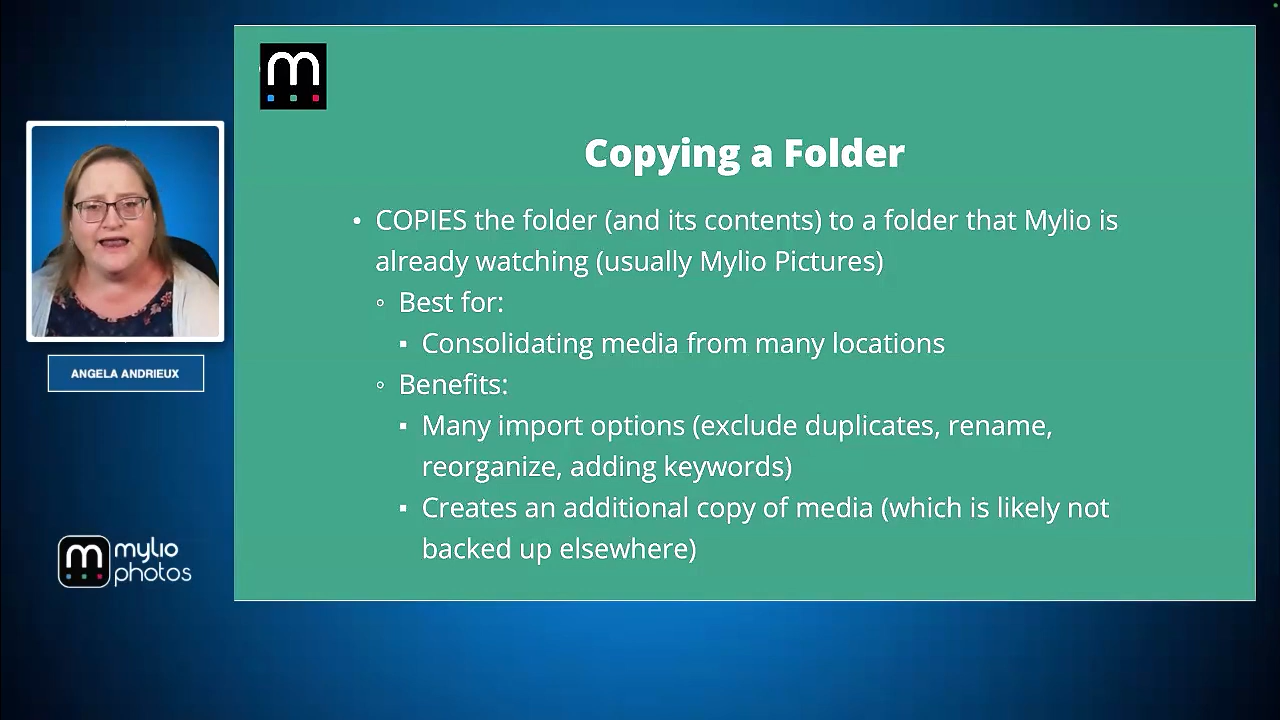 m
Copying a Folder
• COPIES the folder (and its contents) to a folder that Mylio is
already watching (usually Mylio Pictures)
◦ Best for:
▪ Consolidating media from many locations
◦ Benefits:
▪ Many import options (exclude duplicates, rename,
reorganize, adding keywords)
▪ Creates an additional copy of media (which is likely not
backed up elsewhere)
ANGELA ANDRIEUX
m mylio
photos